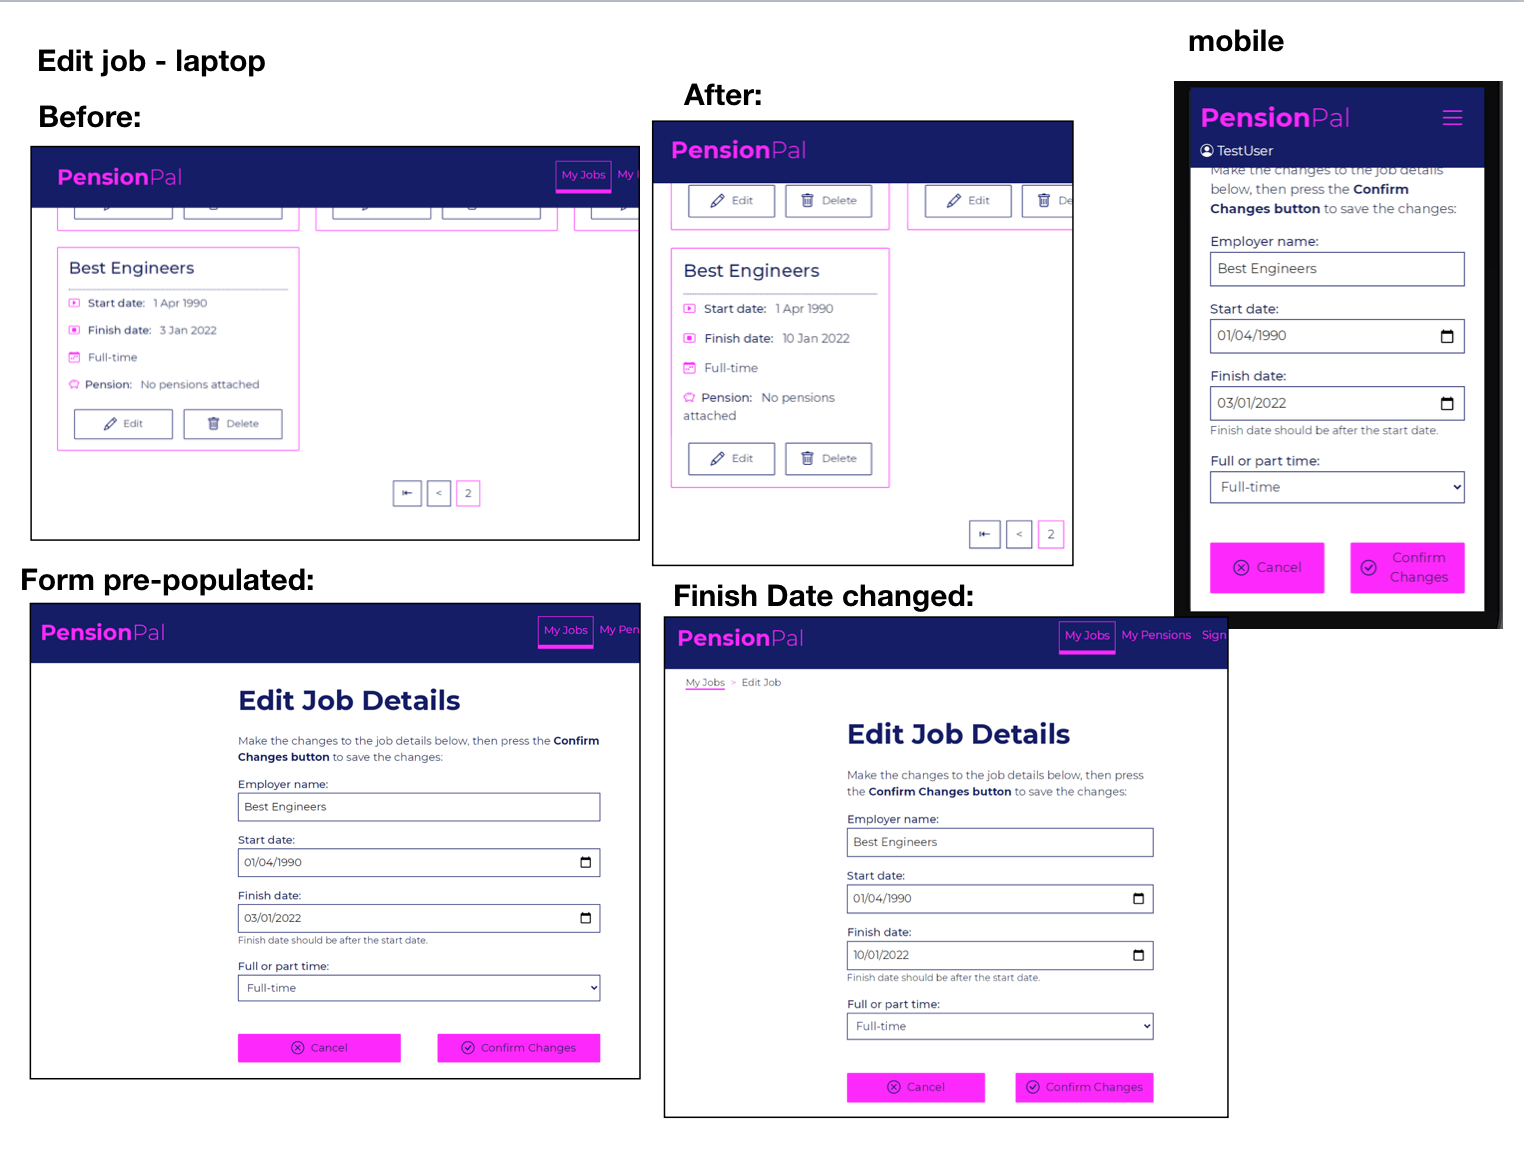 Edit job - laptop
Before:
PensionPal
My Jobs
Best Engineers
Start date: 1 Apr 1990
Finish date: 3 Jan 2022
Full-time
Pension: No pensions attached
Edit Delete
< 2
After:
PensionPal
Edit Delete Edit De
Best Engineers
Start date: 1 Apr 1990
Finish date: 10 Jan 2022
Full-time
Pension: No pensions
attached
Edit Delete
< 2
mobile
PensionPal
TestUser
Make the changes to the job details
below, then press the Confirm
Changes button to save the changes:
Employer name:
Best Engineers
Start date:
01/04/1990
Finish date:
03/01/2022
Finish date should be after the start date.
Full or part time:
Full-time
Cancel Confirm
Changes
Form pre-populated:
PensionPal
My Jobs My Pen
Edit Job Details
Make the changes to the job details below, then press the Confirm
Changes button to save the changes:
Employer name:
Best Engineers
Start date:
01/04/1990
Finish date:
03/01/2022
Finish date should be after the start date.
Full or part time:
Full-time
Cancel Confirm Changes
Finish Date changed:
PensionPal
My Jobs My Pensions Sign
My Jobs > Edit Job
Edit Job Details
Make the changes to the job details below, then press
the Confirm Changes button to save the changes:
Employer name:
Best Engineers
Start date:
01/04/1990
Finish date:
10/01/2022
Finish date should be after the start date.
Full or part time:
Full-time
Cancel Confirm Changes